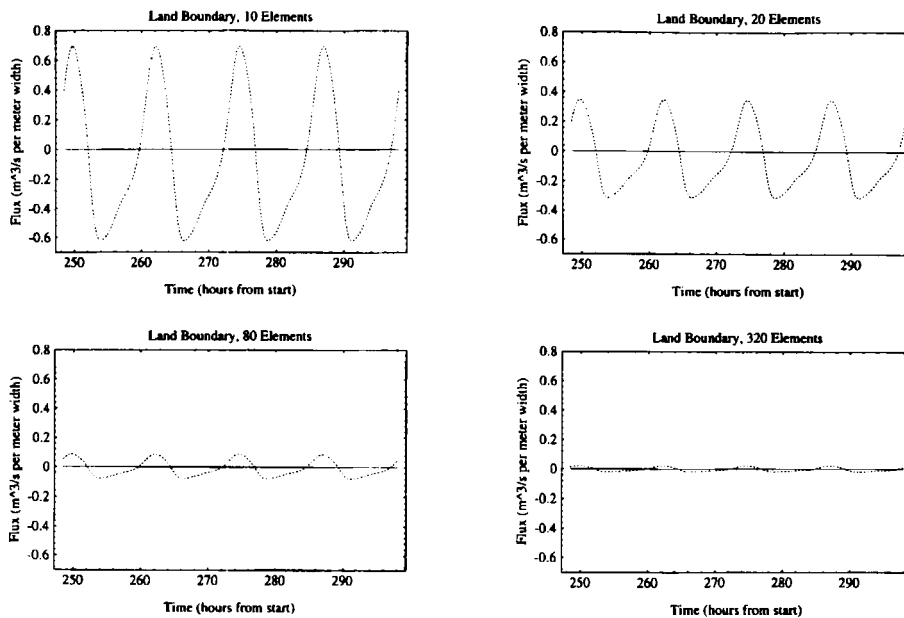 Land Boundary, 10 Elements
0.8
0.6
0.4
0.2
0
-0.2
-0.4
-0.6
Flux (m^3/s per meter width)
250 260 270 280 290
Time (hours from start)
Land Boundary, 20 Elements
0.8
0.6
0.4
0.2
0
-0.2
-0.4
-0.6
Flux (m^3/s per meter width)
250 260 270 280 290
Time (hours from start)
Land Boundary, 80 Elements
0.8
0.6
0.4
0.2
0
-0.2
-0.4
-0.6
Flux (m^3/s per meter width)
250 260 270 280 290
Time (hours from start)
Land Boundary, 320 Elements
0.8
0.6
0.4
0.2
0
-0.2
-0.4
-0.6
Flux (m^3/s per meter width)
250 260 270 280 290
Time (hours from start)